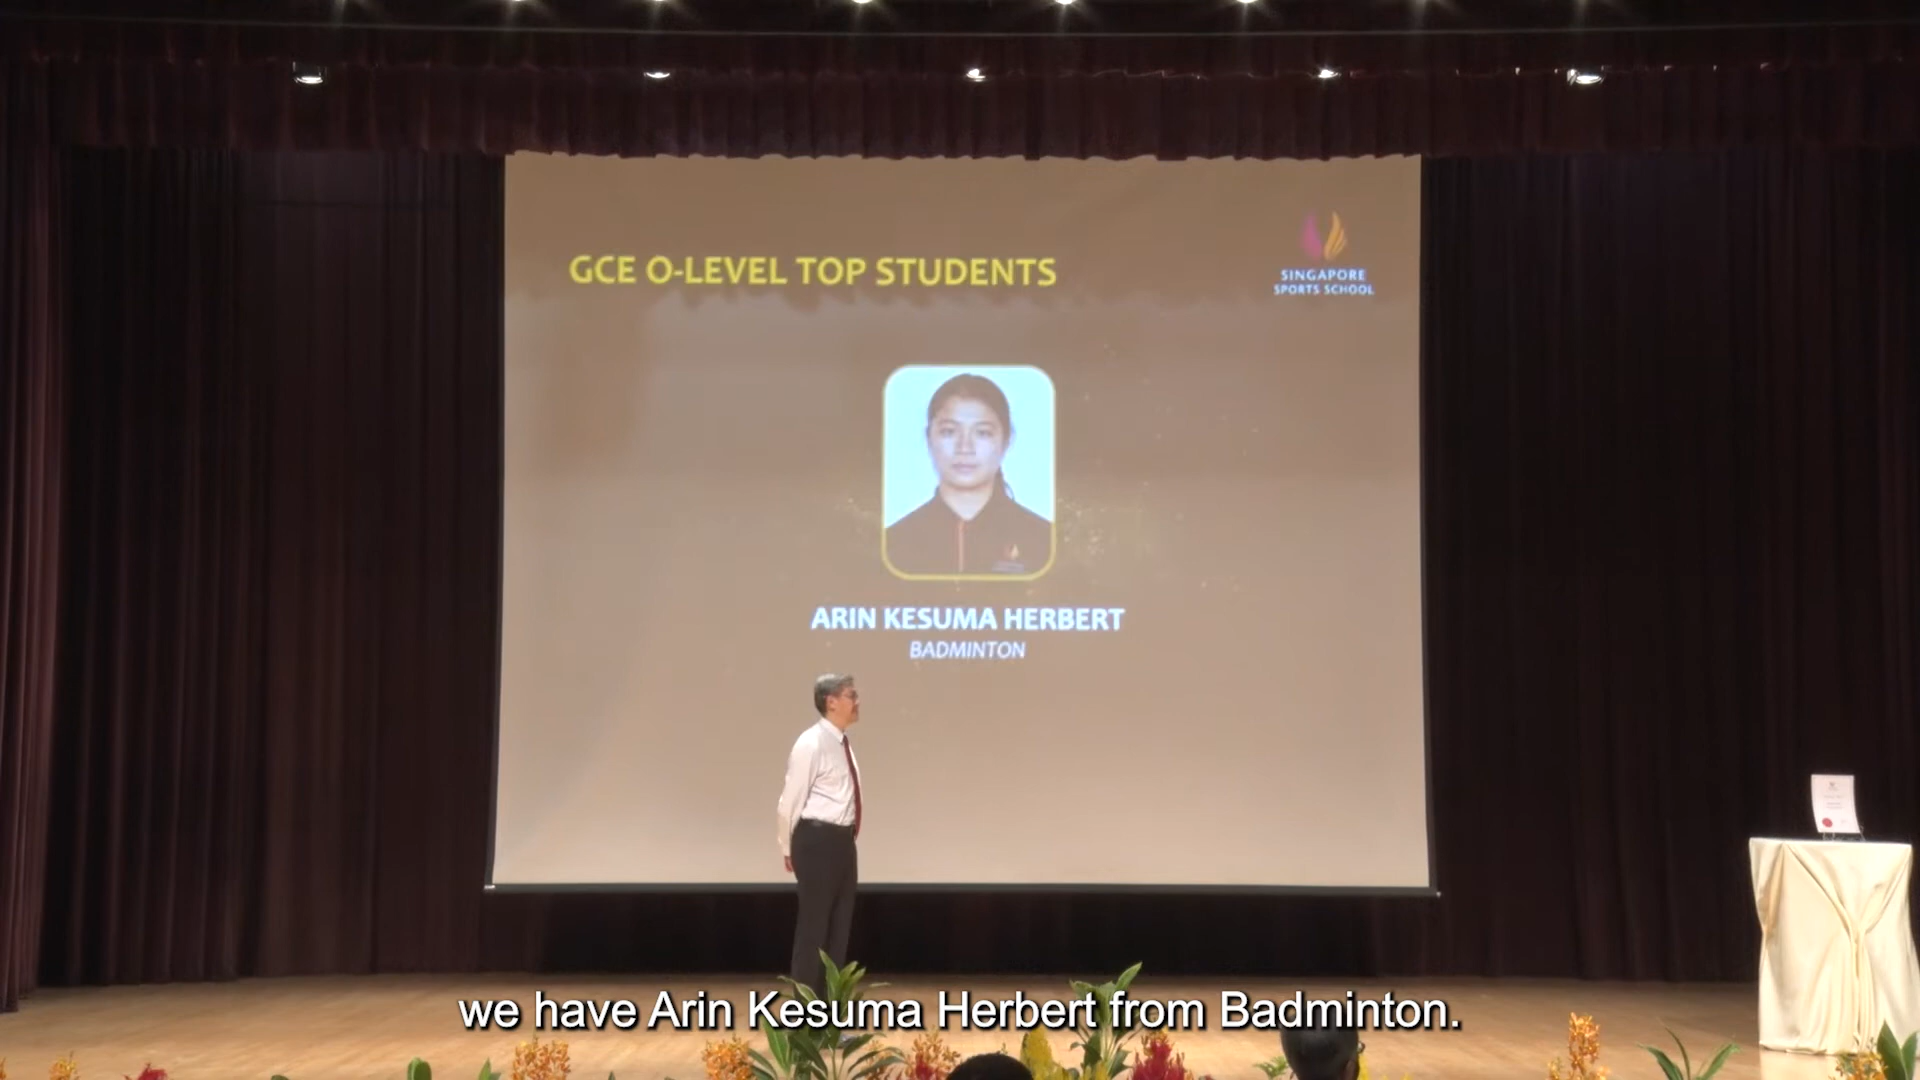 GCE O-LEVEL TOP STUDENTS
SINGAPORE
SPORTS SCHOOL
ARIN KESUMA HERBERT
BADMINTON
we have Arin Kesuma Herbert from Badminton.